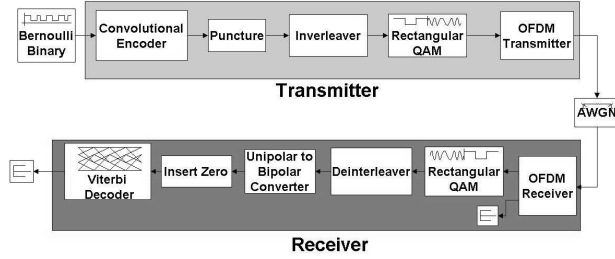 Bernoulli
Binary
Convolutional
Encoder
Puncture
Inverleaver
Rectangular
QAM
OFDM
Transmitter
Transmitter
AWGN
Viterbi
Decoder
Insert Zero
Unipolar to
Bipolar
Converter
Deinterleaver
Rectangular
QAM
OFDM
Receiver
Receiver